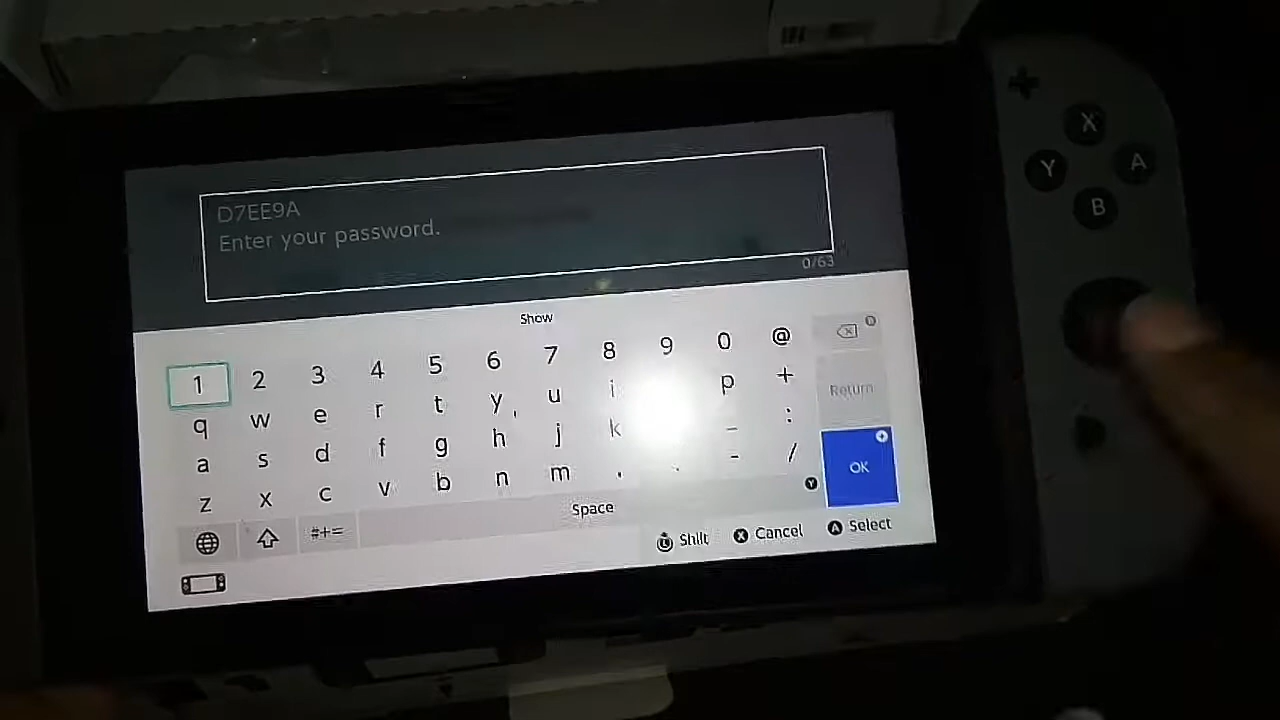 D7EE9A
Enter your password.
0/63
Show
1 2 3 4 5 6 7 8 9 0 @
q w e r t y u i p +
Return
a s d f g h j k _ :
z x c v b n m , . - /
OK
#+= Space
Shift Cancel Select
X
Y A
B